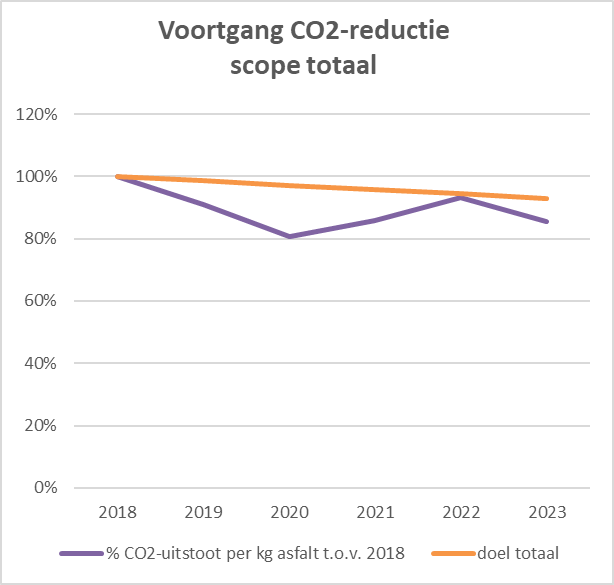 Voortgang CO2-reductie
scope totaal
120%
100%
80%
60%
40%
20%
0%
2018 2019 2020 2021 2022 2023
% CO2-uitstoot per kg asfalt t.o.v. 2018 doel totaal